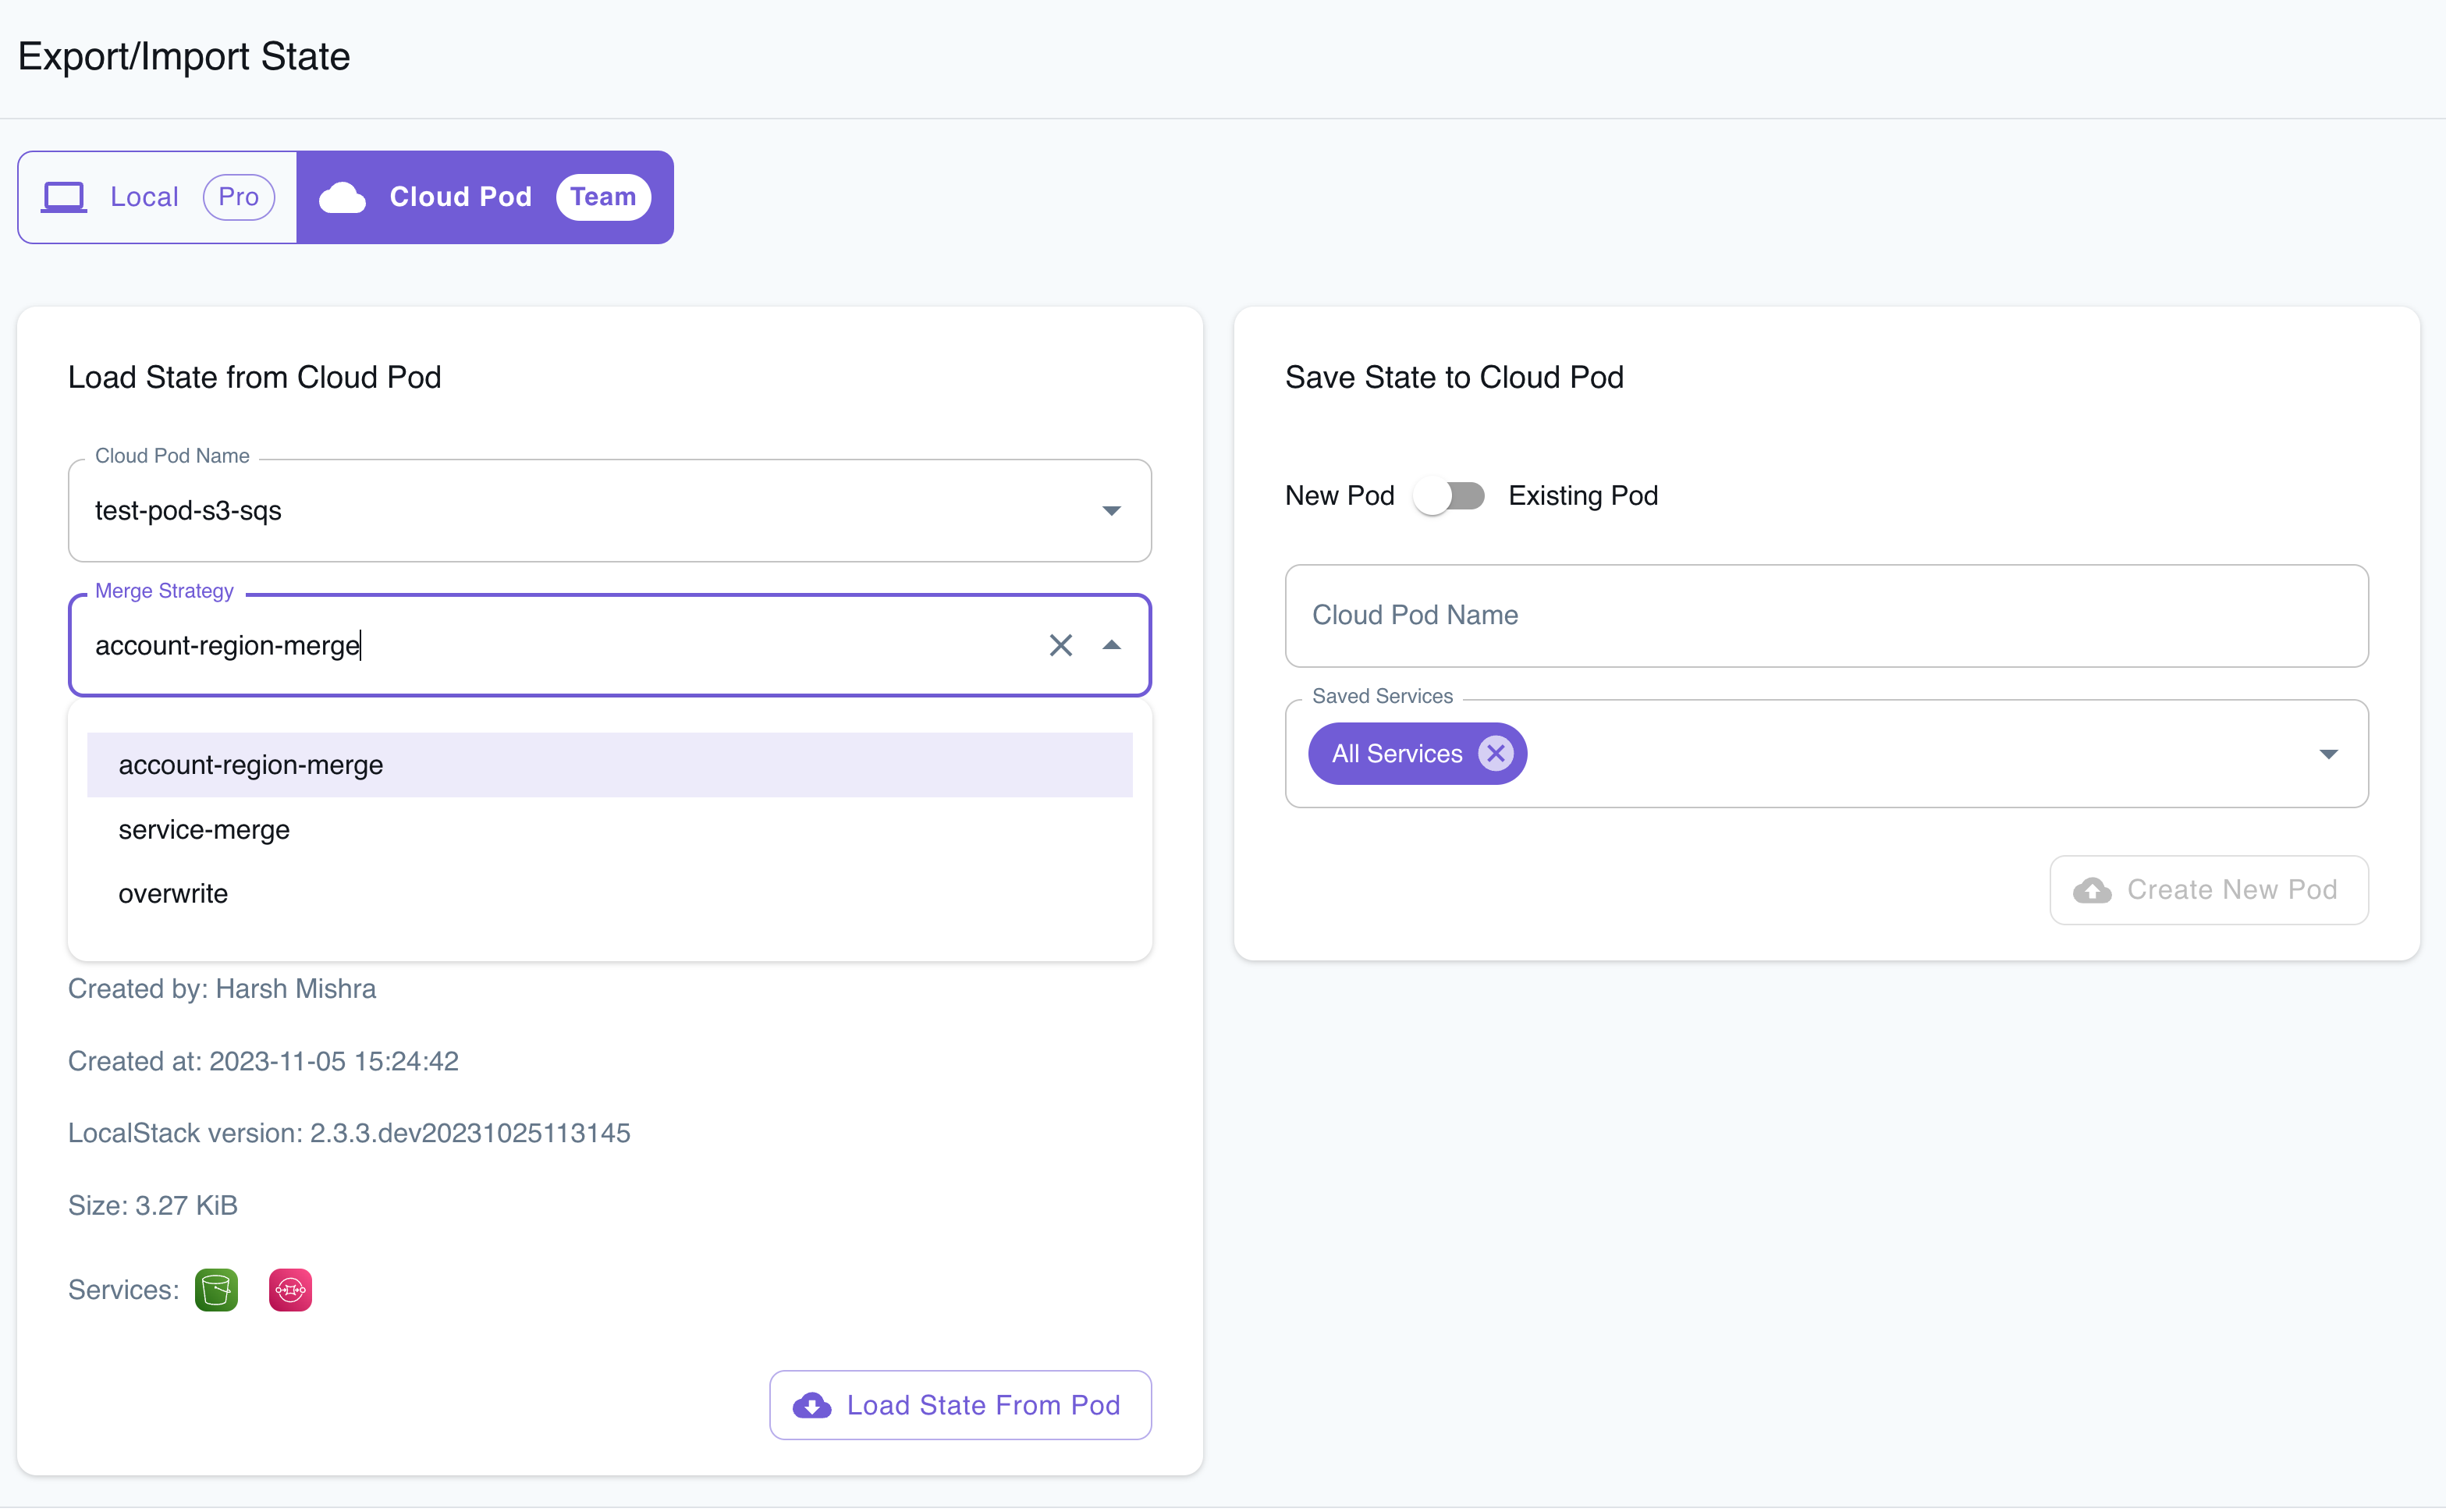 Export/Import State
Local Pro Cloud Pod Team
Load State from Cloud Pod
Cloud Pod Name
test-pod-s3-sqs
Merge Strategy
account-region-merge
account-region-merge
service-merge
overwrite
Created by: Harsh Mishra
Created at: 2023-11-05 15:24:42
LocalStack version: 2.3.3.dev20231025113145
Size: 3.27 KiB
Services:
Load State From Pod
Save State to Cloud Pod
New Pod Existing Pod
Cloud Pod Name
Saved Services
All Services
Create New Pod